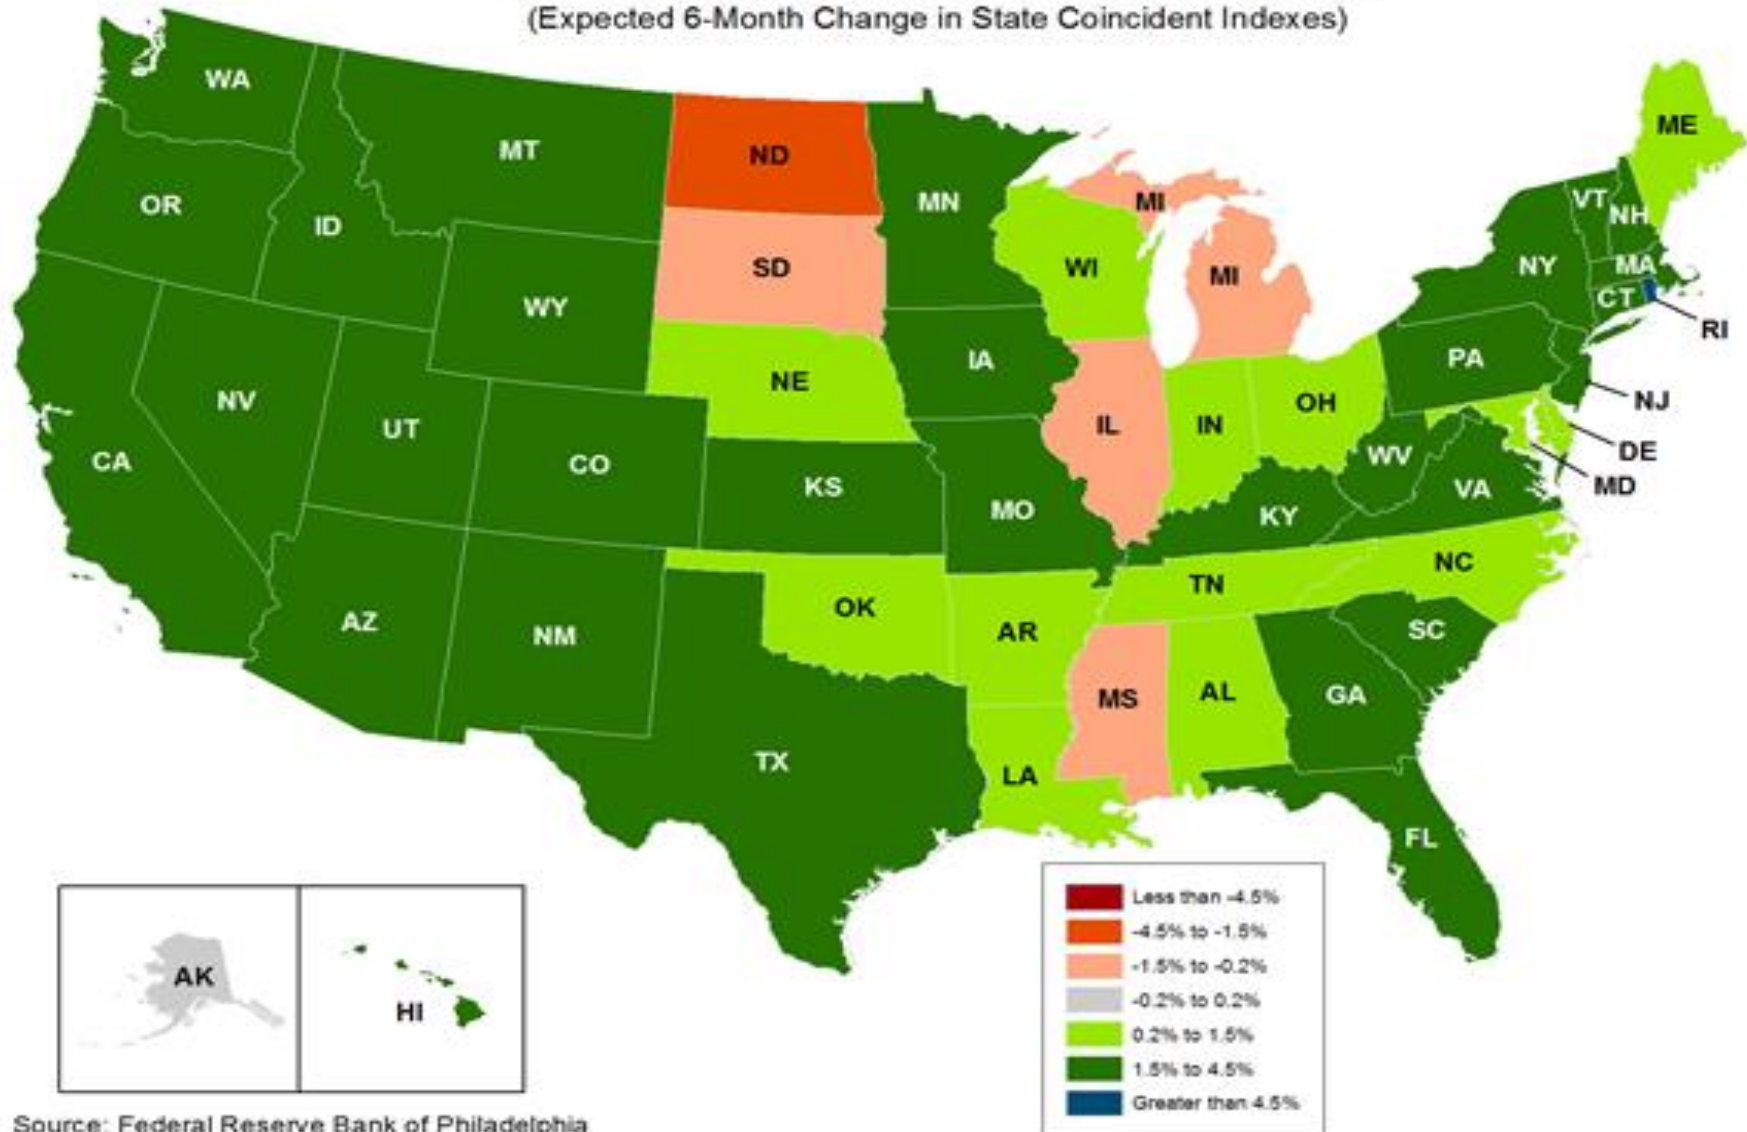 (Expected 6-Month Change in State Coincident Indexes)
WA
MT
ND
MN
ME
OR
ID
MI
VT
NH
SD
WI
MI
NY
MA
WY
CT
RI
IA
PA
NE
NV
OH
NJ
UT
IL
IN
DE
CA
CO
WV
MD
KS
VA
MO
KY
NC
TN
OK
AZ
NM
AR
SC
MS
AL
GA
TX
LA
FL
AK
HI
Less than -4.5%
-4.5% to -1.5%
-1.5% to -0.2%
-0.2% to 0.2%
0.2% to 1.5%
1.5% to 4.5%
Greater than 4.5%
Source: Federal Reserve Bank of Philadelphia